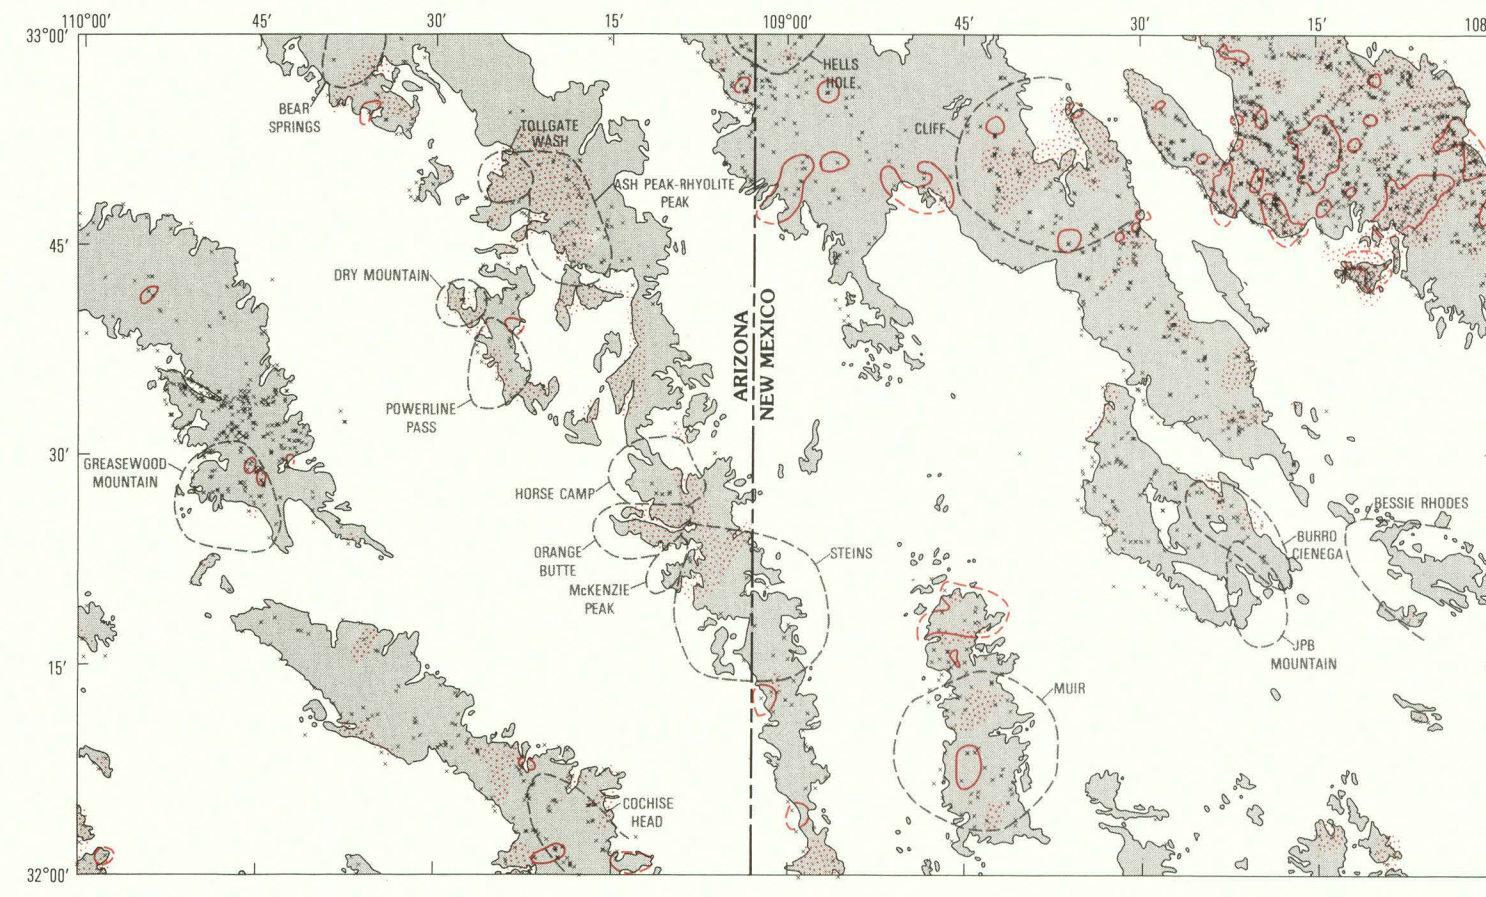 110°00′ 45′ 30′ 15′ 109°00′ 45′ 30′ 15′ 108
33°00′
HELLS
HOLE
BEAR
SPRINGS
TOLLGATE
WASH
CLIFF
ASH PEAK-RHYOLITE
PEAK
45′
DRY MOUNTAIN
ARIZONA
NEW MEXICO
POWERLINE
PASS
30′
GREASEWOOD
MOUNTAIN
HORSE CAMP
BESSIE RHODES
ORANGE
BUTTE
STEINS
BURRO
CIENEGA
McKENZIE
PEAK
JPB
MOUNTAIN
15′
MUIR
COCHISE
HEAD
32°00′